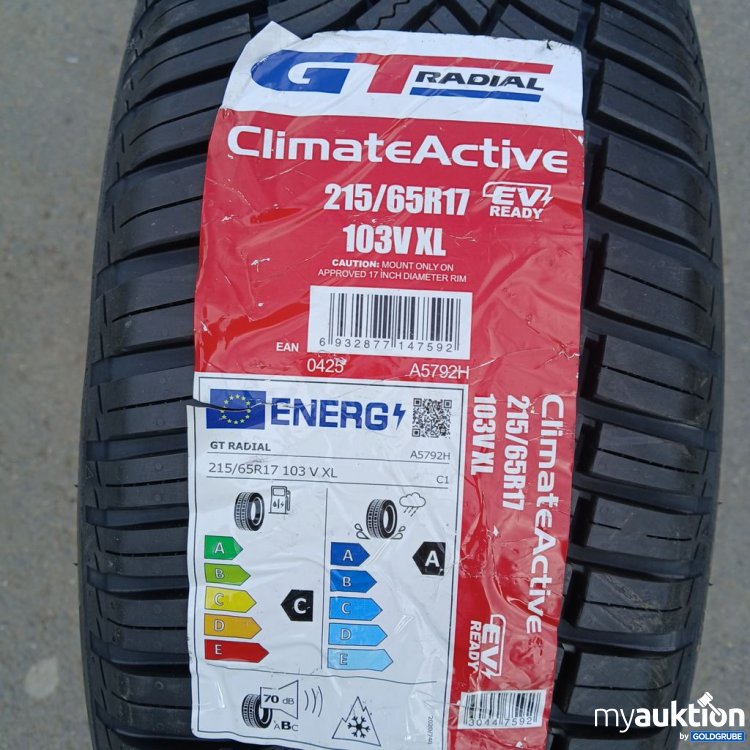 GT RADIAL
ClimateActive
215/65R17
EV READY
103V XL
CAUTION: MOUNT ONLY ON
APPROVED 17 INCH DIAMETER RIM
EAN
6 932877 147592
0425 A5792H
ENERG
GT RADIAL A5792H
215/65R17 103 V XL C1
A
B
C
D
E
C
A
B
C
D
E
A
70 dB
ABC
ClimateActive
215/65R17
103V XL
EV READY
30147592
myauktion
by GOLDGRUBE